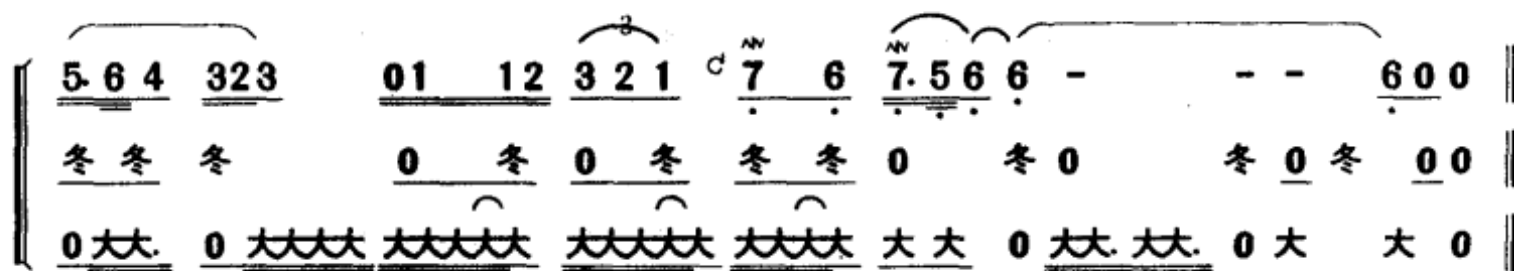 3
5. 6 4 323 01 12 3 2 1 7 6 7. 5 6 6 - - - 6 0 0
冬 冬 冬 0 冬 0 冬 冬 冬 0 冬 0 冬 0 冬 0 0
0 大大. 0 大大大大 大大大大大 大大大大大 大大大大 大 大 0 大大. 大大. 0 大 大 0